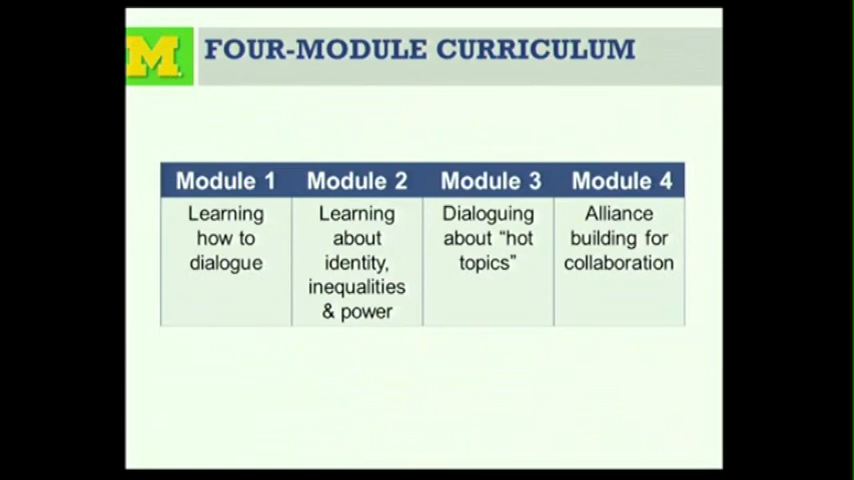 M
FOUR-MODULE CURRICULUM
Module 1
Module 2
Module 3
Module 4
Learning
how to
dialogue
Learning
about
identity,
inequalities
& power
Dialoguing
about “hot
topics”
Alliance
building for
collaboration